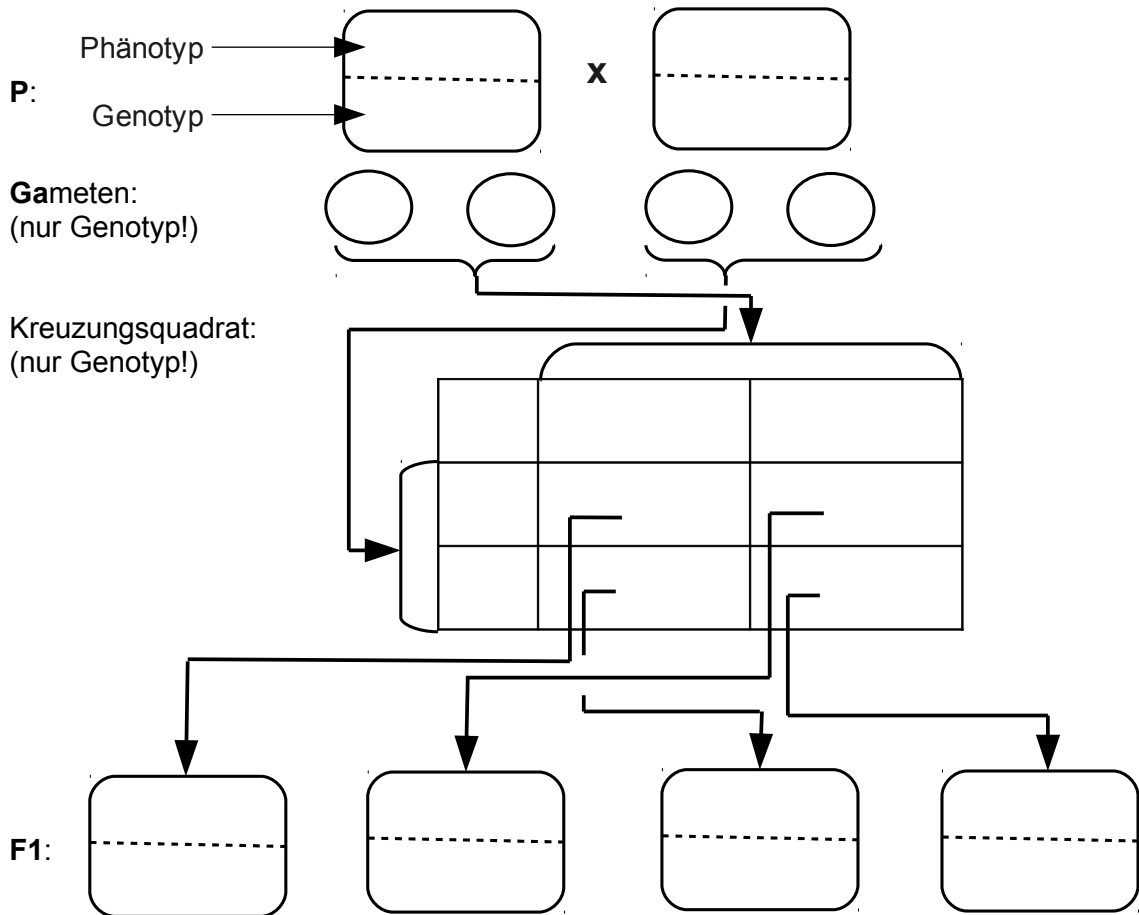 Phänotyp
x
P:
Genotyp
Gameten:
(nur Genotyp!)
Kreuzungsquadrat:
(nur Genotyp!)
F1: